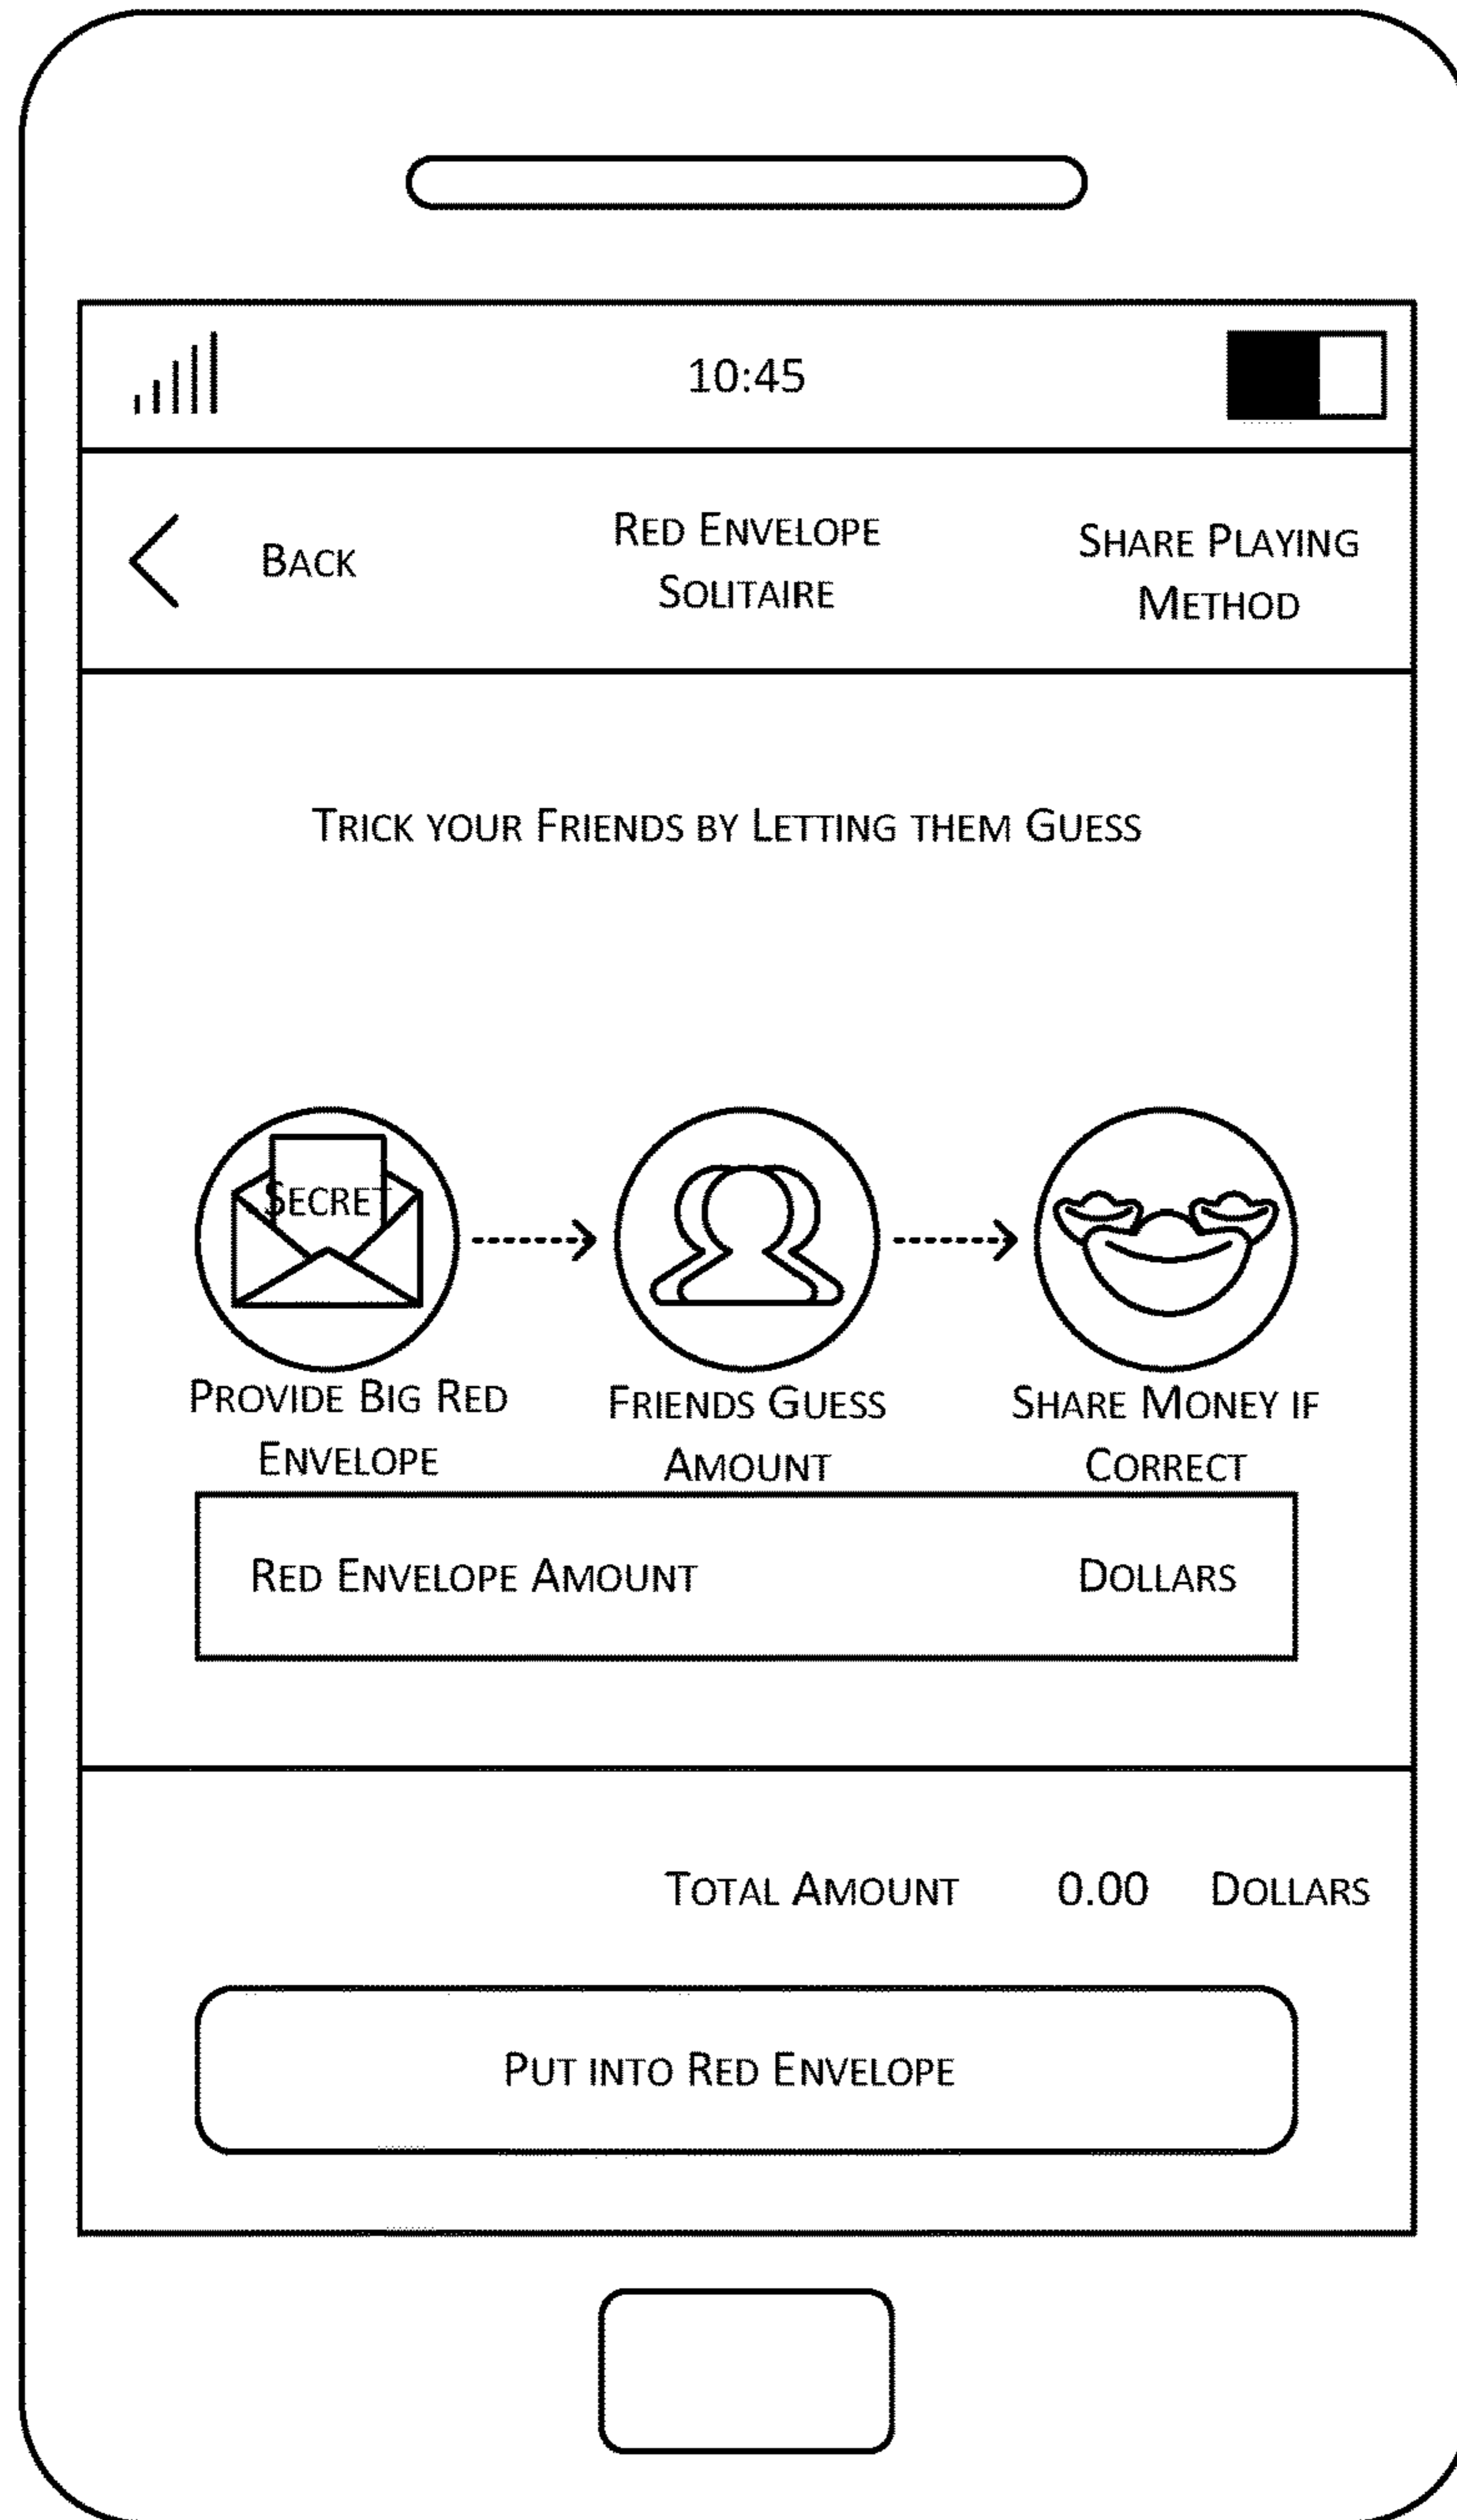 10:45
BACK
RED ENVELOPE
SOLITAIRE
SHARE PLAYING
METHOD
TRICK YOUR FRIENDS BY LETTING THEM GUESS
SECRET
PROVIDE BIG RED
ENVELOPE
FRIENDS GUESS
AMOUNT
SHARE MONEY IF
CORRECT
RED ENVELOPE AMOUNT DOLLARS
TOTAL AMOUNT 0.00 DOLLARS
PUT INTO RED ENVELOPE